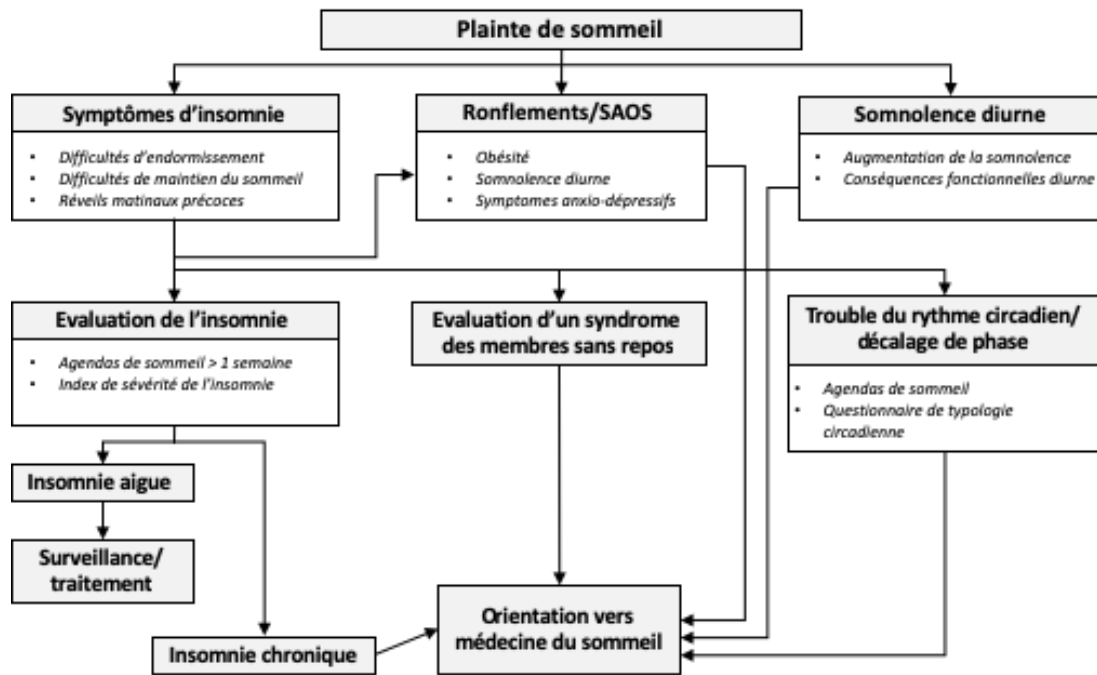 Plainte de sommeil
Symptômes d'insomnie
• Difficultés d'endormissement
• Difficultés de maintien du sommeil
• Réveils matinaux précoces
Ronflements/SAOS
• Obésité
• Somnolence diurne
• Symptomes anxio-dépressifs
Somnolence diurne
• Augmentation de la somnolence
• Conséquences fonctionnelles diurne
Evaluation de l'insomnie
• Agendas de sommeil > 1 semaine
• Index de sévérité de l'insomnie
Evaluation d'un syndrome
des membres sans repos
Trouble du rythme circadien/
décalage de phase
• Agendas de sommeil
• Questionnaire de typologie
circadienne
Insomnie aigue
Surveillance/
traitement
Insomnie chronique
Orientation vers
médecine du sommeil